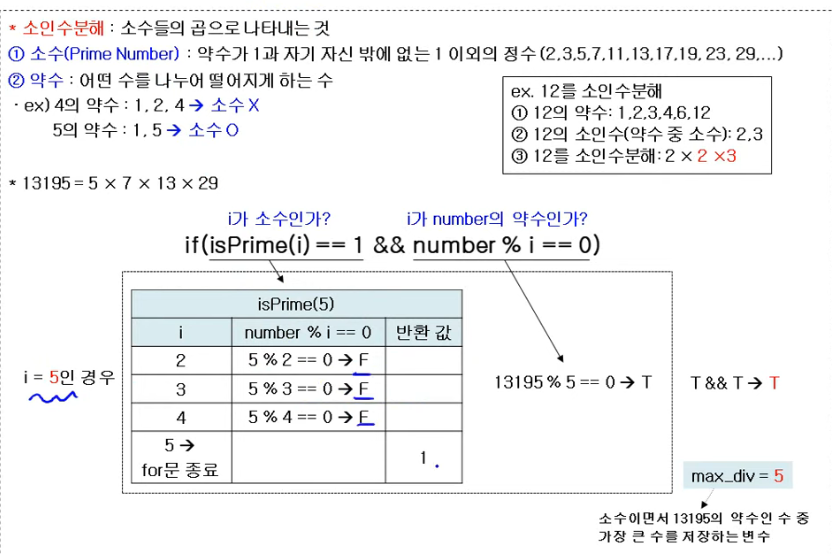 * 소인수분해 : 소수들의 곱으로 나타내는 것
① 소수(Prime Number) : 약수가 1과 자기 자신 밖에 없는 1 이외의 정수 (2,3,5,7,11,13,17,19, 23, 29,...)
② 약수 : 어떤 수를 나누어 떨어지게 하는 수
· ex) 4의 약수 : 1, 2, 4 → 소수 X
5의 약수 : 1, 5 → 소수 O
ex. 12를 소인수분해
① 12의 약수: 1,2,3,4,6,12
② 12의 소인수(약수 중 소수): 2,3
③ 12를 소인수분해: 2 × 2 ×3
* 13195 = 5 × 7 × 13 × 29
i가 소수인가? i가 number의 약수인가?
if(isPrime(i) == 1 && number % i == 0)
isPrime(5)
i number % i == 0 반환 값
2 5 % 2 == 0 → F
3 5 % 3 == 0 → F
4 5 % 4 == 0 → F
5 →
for문 종료 1
i = 5인 경우
13195 % 5 == 0 → T
T && T → T
max_div = 5
소수이면서 13195의 약수인 수 중
가장 큰 수를 저장하는 변수